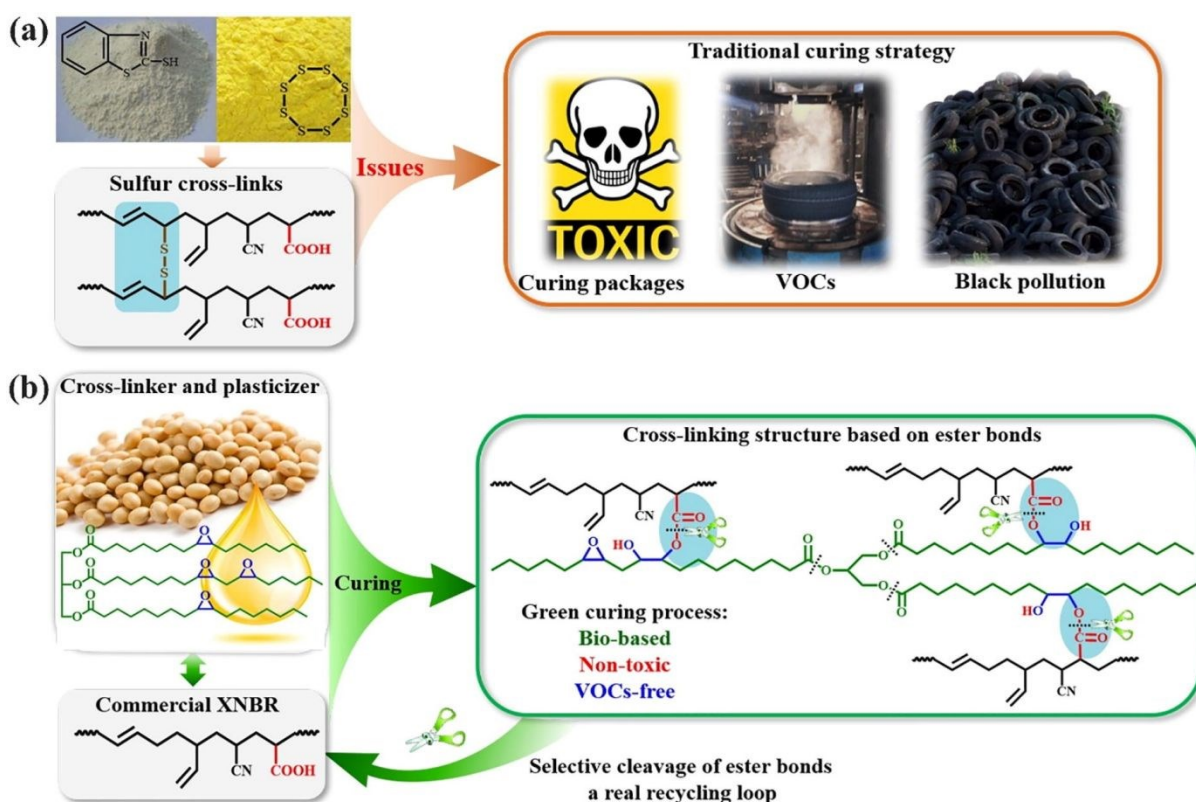 (a)
N
S
C
SH
S
S
S
S
S
S
S
S
Sulfur cross-links
CN
COOH
S
S
CN
COOH
Issues
Traditional curing strategy
TOXIC
Curing packages
VOCs
Black pollution
(b)
Cross-linker and plasticizer
O
O
O
O
O
O
O
O
O
O
Curing
Commercial XNBR
CN
COOH
Cross-linking structure based on ester bonds
CN
C=O
O
HO
O
O
O
O
O
O
O
CN
C=O
O
OH
Green curing process:
Bio-based
Non-toxic
VOCs-free
HO
O
C=O
CN
Selective cleavage of ester bonds
a real recycling loop